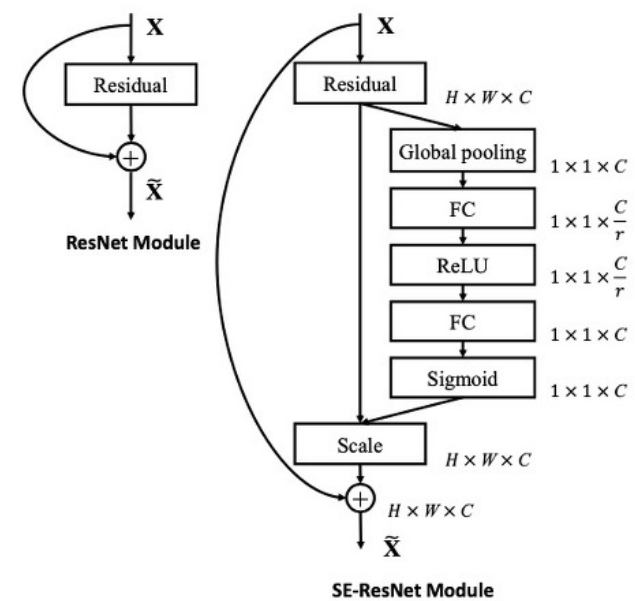 X
Residual
+
X̃
ResNet Module
X
Residual
H × W × C
Global pooling
1 × 1 × C
FC
1 × 1 × C/r
ReLU
1 × 1 × C/r
FC
1 × 1 × C
Sigmoid
1 × 1 × C
Scale
H × W × C
+
H × W × C
X̃
SE-ResNet Module